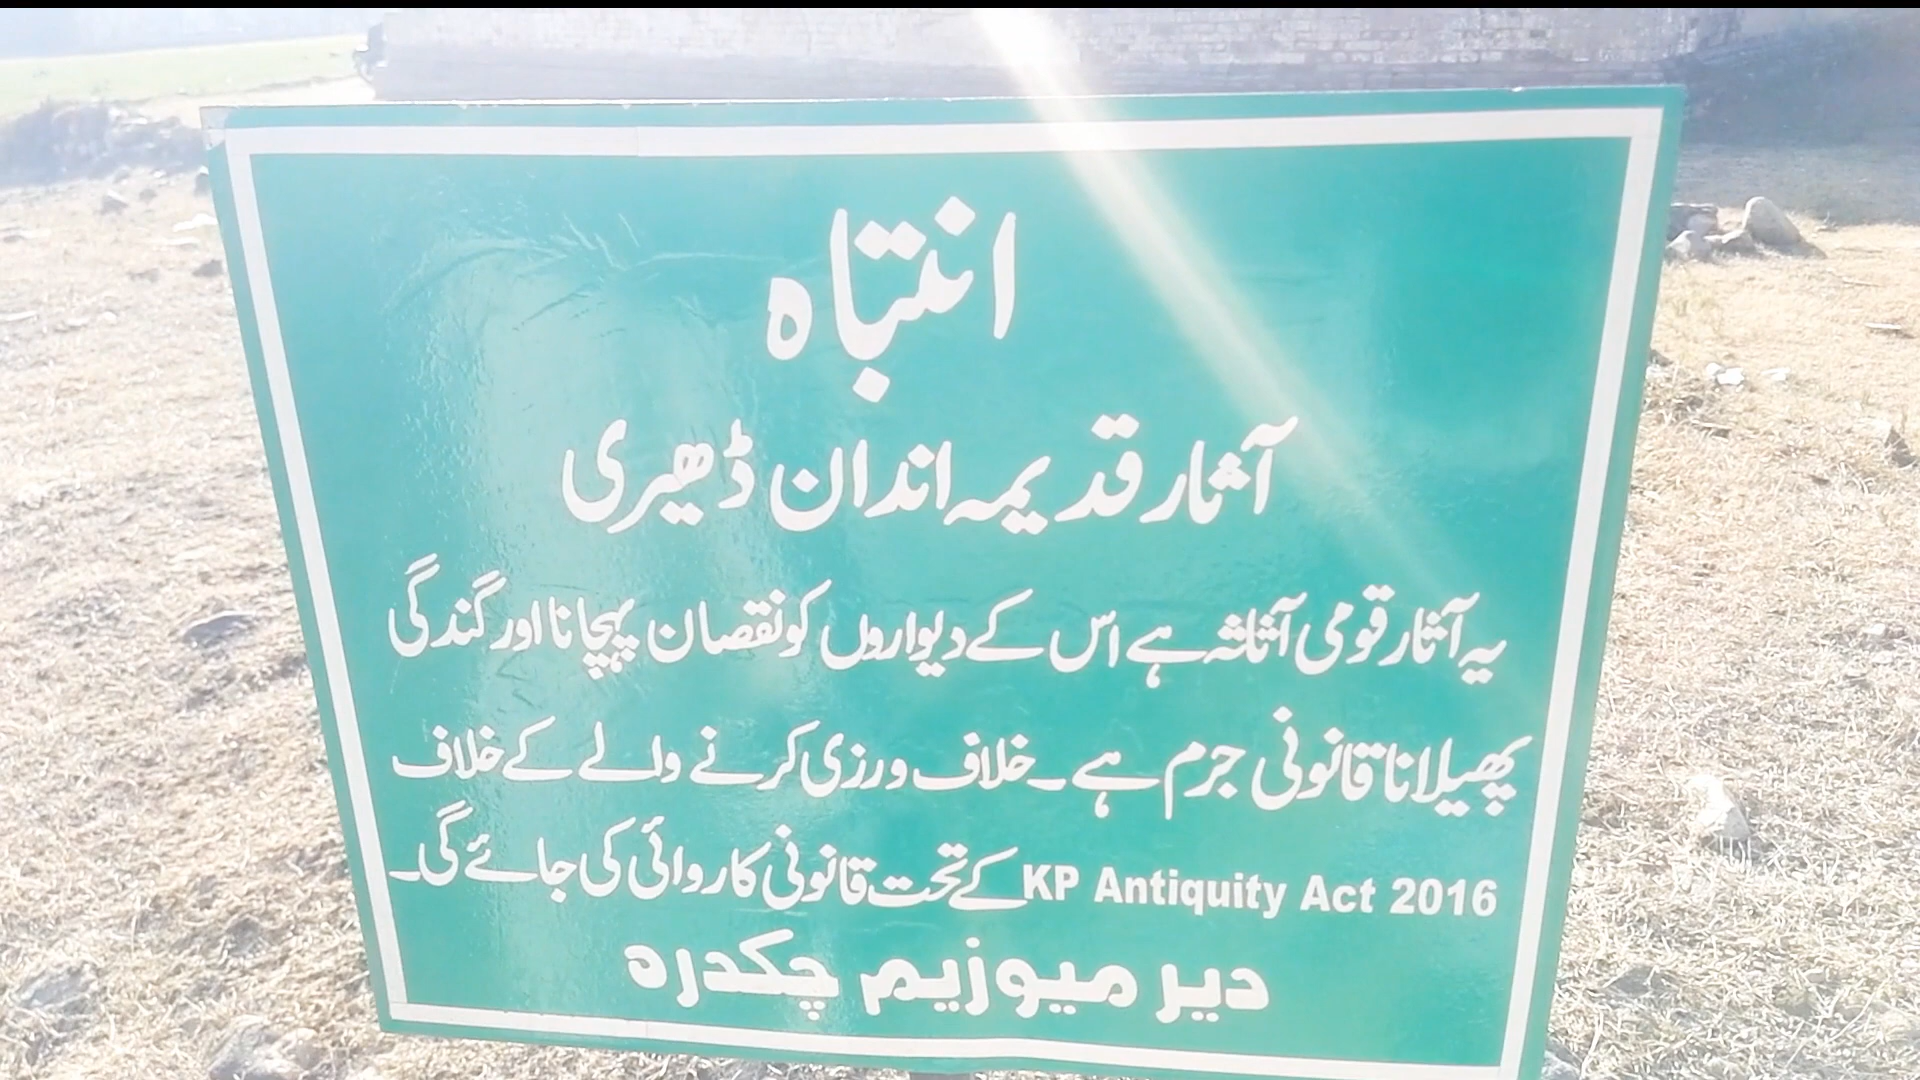 انتباہ
آثار قدیمہ اندان ڈھیری
یہ آثار قومی آثاثہ ہے اس کے دیواروں کو نقصان پہچانا اور گندگی
پھیلانا قانونی جرم ہے۔ خلاف ورزی کرنے والے کے خلاف
KP Antiquity Act 2016 کے تحت قانونی کاروائی کی جائے گی۔
دیر میوزیم چکدرہ